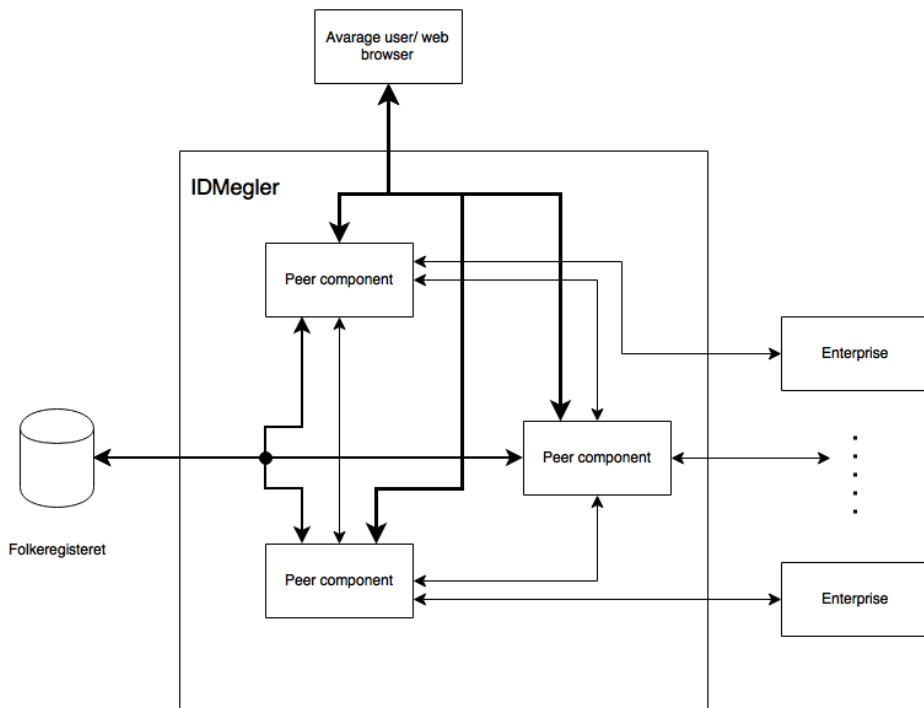 Avarage user/ web
browser
IDMegler
Peer component
Enterprise
Peer component
Folkeregisteret
Peer component
Enterprise